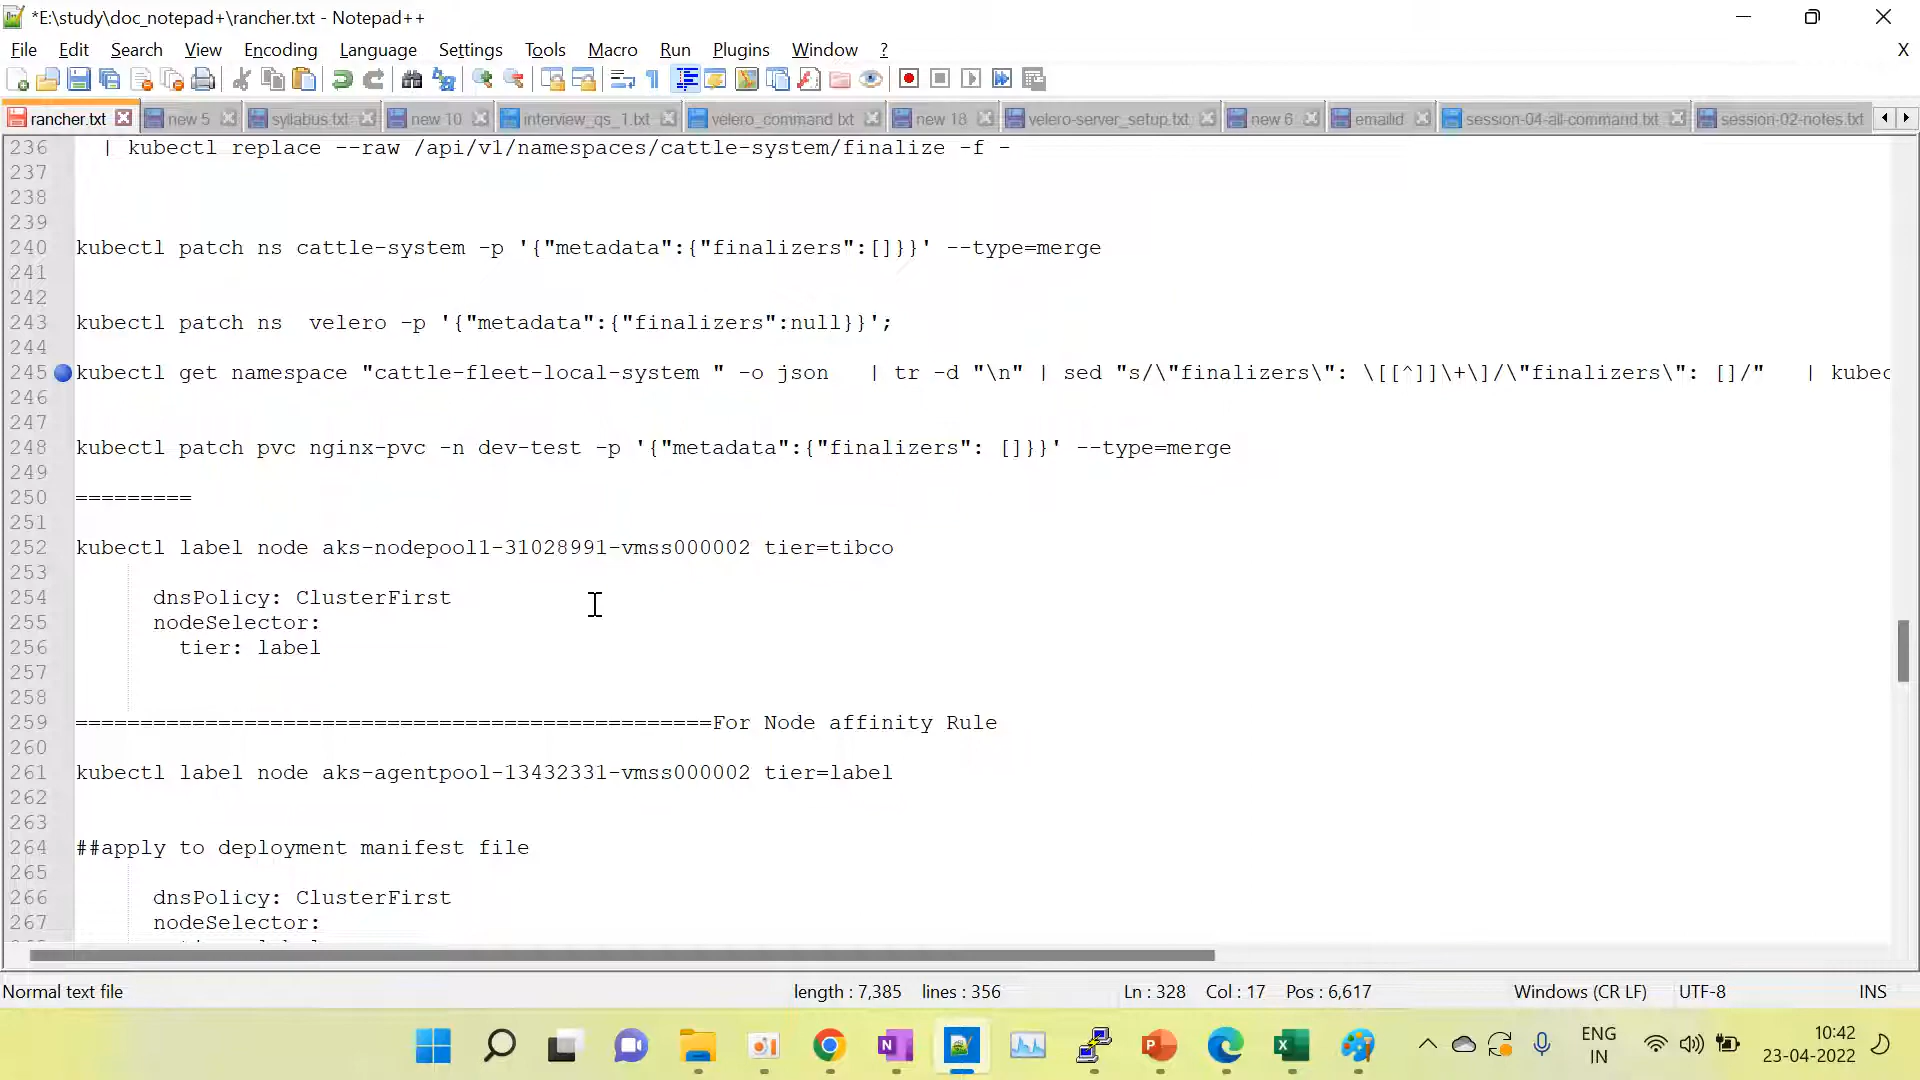 *E:\study\doc_notepad+\rancher.txt - Notepad++
File Edit Search View Encoding Language Settings Tools Macro Run Plugins Window ? X
rancher.txt new 5 syllabus.txt new 10 interview_qs_1.txt velero_command txt new 18 velero-server_setup.txt new 6 emailid session-04-all-command.txt session-02-notes.txt
236 | kubectl replace --raw /api/v1/namespaces/cattle-system/finalize -f -
237
238
239
240 kubectl patch ns cattle-system -p '{"metadata":{"finalizers":[]}}' --type=merge
241
242
243 kubectl patch ns  velero -p '{"metadata":{"finalizers":null}}';
244
245 kubectl get namespace "cattle-fleet-local-system " -o json   | tr -d "\n" | sed "s/\"finalizers\": \[[^]]\+\]/\"finalizers\": []/"   | kubec
246
247
248 kubectl patch pvc nginx-pvc -n dev-test -p '{"metadata":{"finalizers": []}}' --type=merge
249
250 =========
251
252 kubectl label node aks-nodepool1-31028991-vmss000002 tier=tibco
253
254 dnsPolicy: ClusterFirst
255 nodeSelector:
256 tier: label
257
258
259 =================================================For Node affinity Rule
260
261 kubectl label node aks-agentpool-13432331-vmss000002 tier=label
262
263
264 ##apply to deployment manifest file
265
266 dnsPolicy: ClusterFirst
267 nodeSelector:
Normal text file length : 7,385 lines : 356 Ln : 328 Col : 17 Pos : 6,617 Windows (CR LF) UTF-8 INS
ENG
IN
10:42
23-04-2022